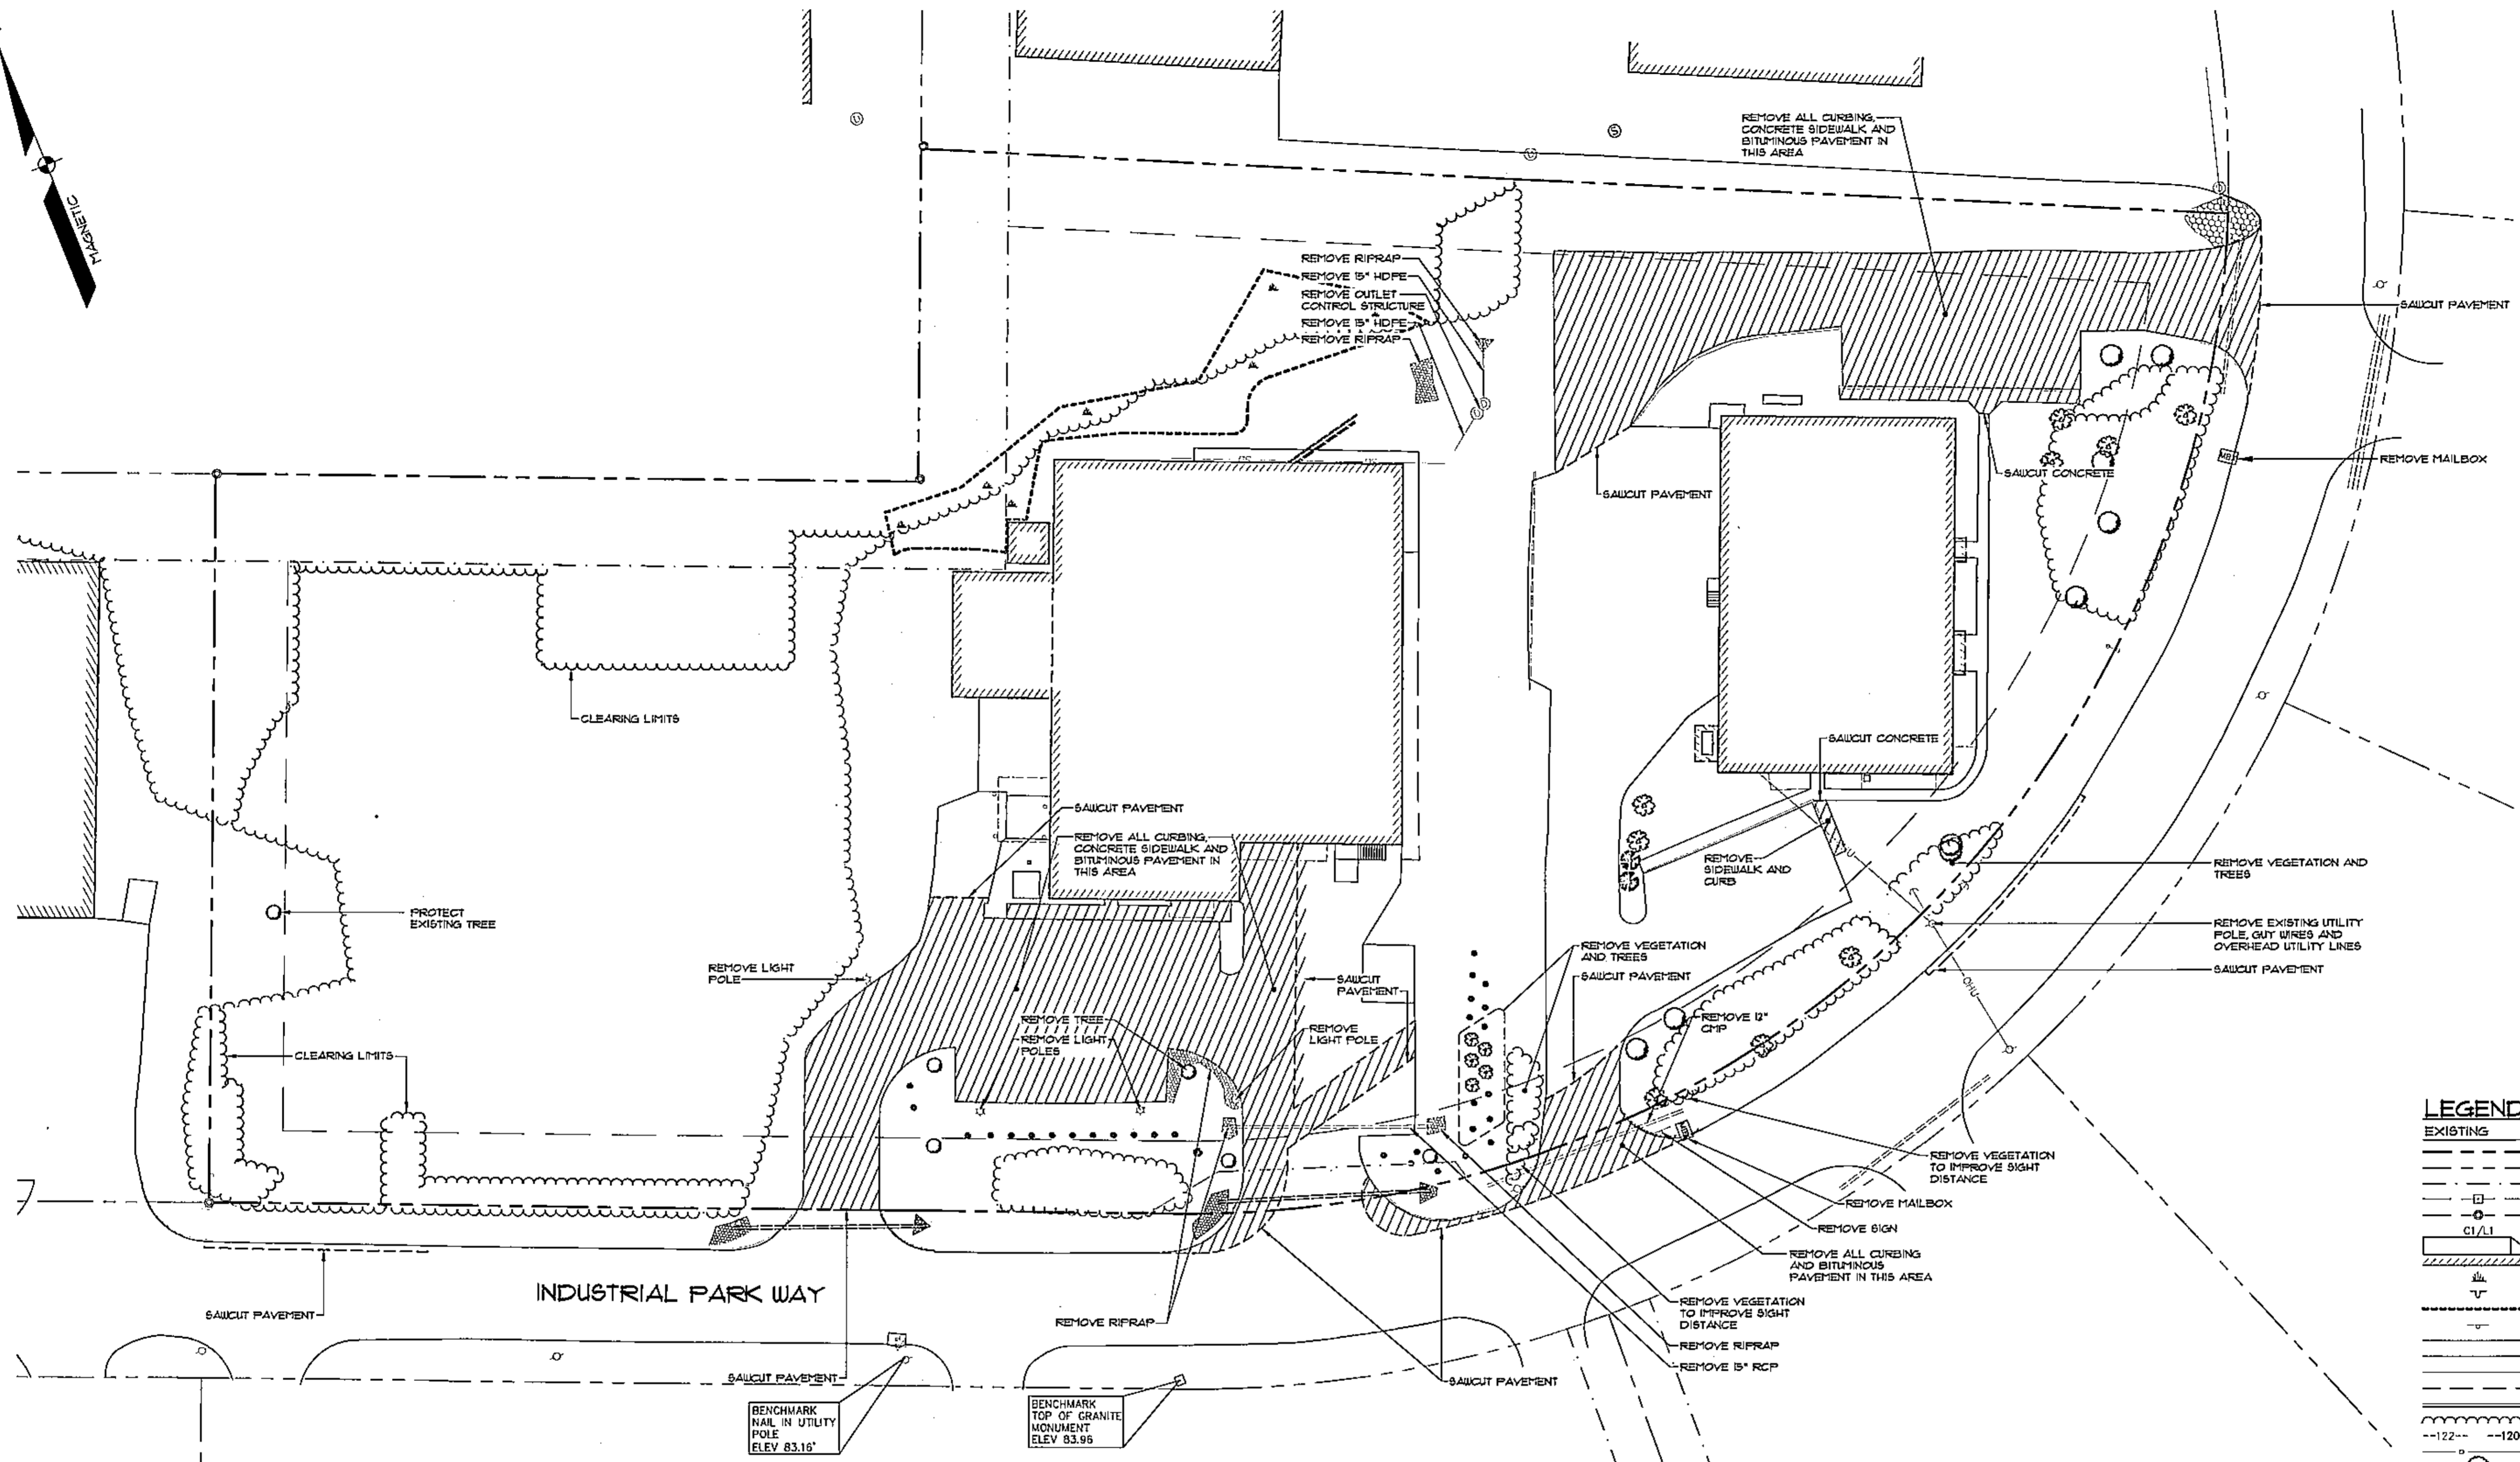 MAGNETIC
REMOVE ALL CURBING,
CONCRETE SIDEWALK AND
BITUMINOUS PAVEMENT IN
THIS AREA
REMOVE RIPRAP
REMOVE 15" HDPE
REMOVE OUTLET
CONTROL STRUCTURE
REMOVE 15" HDPE
REMOVE RIPRAP
SAWCUT PAVEMENT
REMOVE MAILBOX
SAWCUT CONCRETE
SAWCUT PAVEMENT
CLEARING LIMITS
SAWCUT CONCRETE
SAWCUT PAVEMENT
REMOVE ALL CURBING,
CONCRETE SIDEWALK AND
BITUMINOUS PAVEMENT IN
THIS AREA
REMOVE
SIDEWALK AND
CURB
REMOVE VEGETATION AND
TREES
PROTECT
EXISTING TREE
REMOVE EXISTING UTILITY
POLE, GUY WIRES AND
OVERHEAD UTILITY LINES
SAWCUT PAVEMENT
REMOVE LIGHT
POLE
REMOVE VEGETATION
AND TREES
SAWCUT PAVEMENT
SAWCUT
PAVEMENT
OHU
REMOVE TREE
REMOVE LIGHT
POLES
REMOVE
LIGHT POLE
REMOVE 12"
CMP
CLEARING LIMITS
REMOVE VEGETATION
TO IMPROVE SIGHT
DISTANCE
REMOVE MAILBOX
REMOVE SIGN
REMOVE ALL CURBING
AND BITUMINOUS
PAVEMENT IN THIS AREA
REMOVE VEGETATION
TO IMPROVE SIGHT
DISTANCE
REMOVE RIPRAP
REMOVE 15" RCP
INDUSTRIAL PARK WAY
SAWCUT PAVEMENT
REMOVE RIPRAP
SAWCUT PAVEMENT
SAWCUT PAVEMENT
BENCHMARK
NAIL IN UTILITY
POLE
ELEV 83.16'
BENCHMARK
TOP OF GRANITE
MONUMENT
ELEV 83.96
LEGEND
EXISTING
C1/L1
--122-- --120